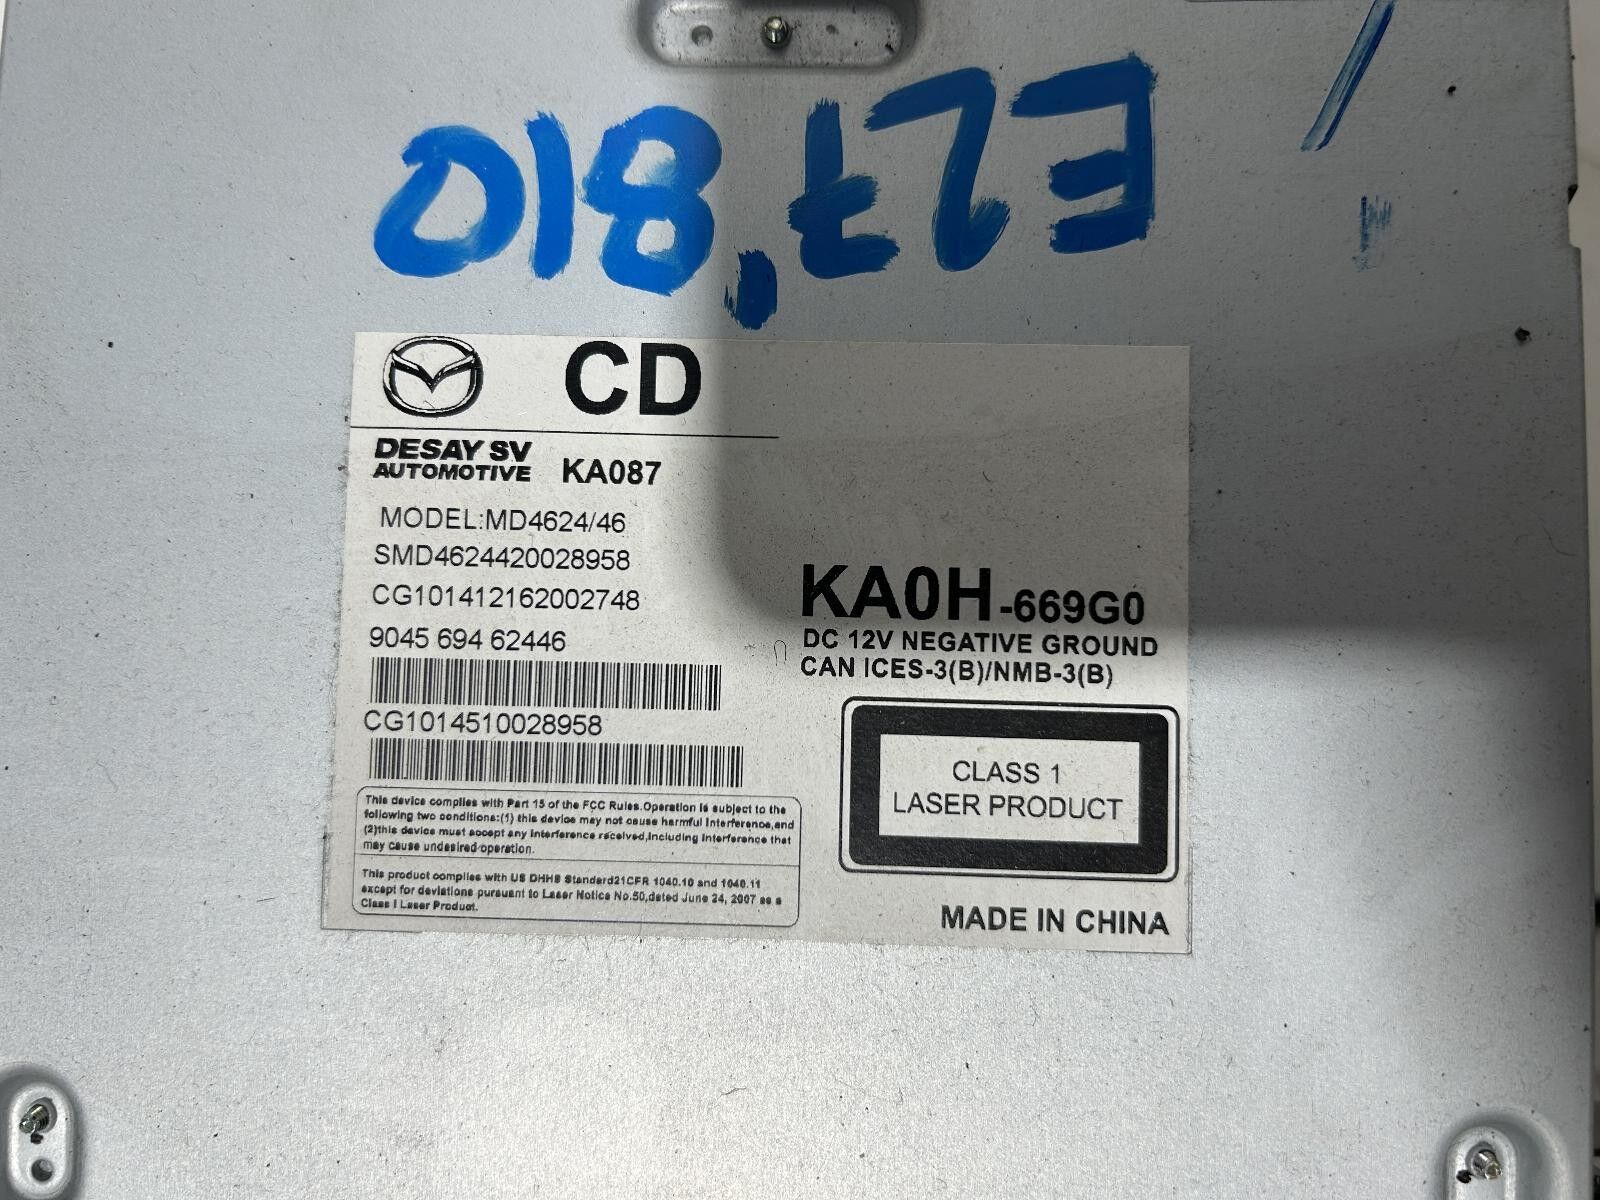 E27,810
CD
DESAY SV
AUTOMOTIVE KA087
MODEL:MD4624/46
SMD4624420028958
CG101412162002748
9045 694 62446
CG1014510028958
This device complies with Part 15 of the FCC Rules.Operation is subject to the
following two conditions:(1) this device may not cause harmful interference,and
(2)this device must accept any interference received,including interference that
may cause undesired operation.
This product complies with US DHHS Standard21CFR 1040.10 and 1040.11
except for deviations pursuant to Laser Notice No.50,dated June 24, 2007 as a
Class I Laser Product.
KA0H-669G0
DC 12V NEGATIVE GROUND
CAN ICES-3(B)/NMB-3(B)
CLASS 1
LASER PRODUCT
MADE IN CHINA